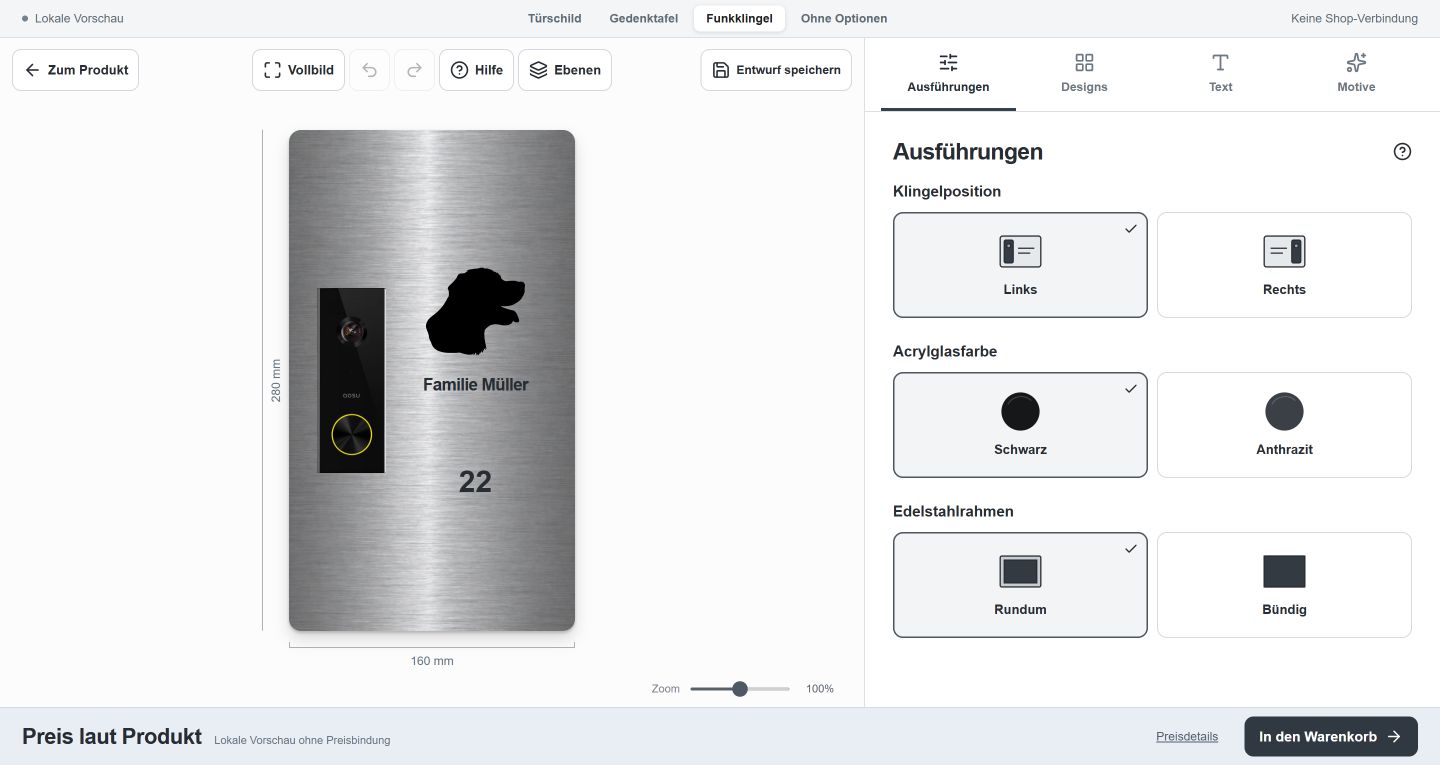 Lokale Vorschau
Türschild
Gedenktafel
Funkklingel
Ohne Optionen
Keine Shop-Verbindung
Zum Produkt
Vollbild
Hilfe
Ebenen
Entwurf speichern
Ausführungen
Designs
Text
Motive
280 mm
Familie Müller
22
160 mm
Zoom
100%
Ausführungen
Klingelposition
Links
Rechts
Acrylglasfarbe
Schwarz
Anthrazit
Edelstahlrahmen
Rundum
Bündig
Preis laut Produkt
Lokale Vorschau ohne Preisbindung
Preisdetails
In den Warenkorb